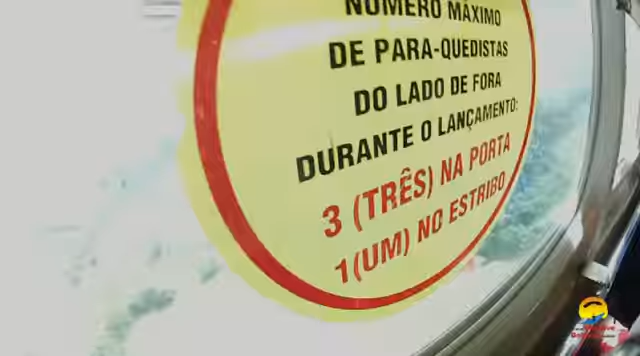 NÚMERO MÁXIMO
DE PARA-QUEDISTAS
DO LADO DE FORA
DURANTE O LANÇAMENTO:
3 (TRÊS) NA PORTA
1(UM) NO ESTRIBO